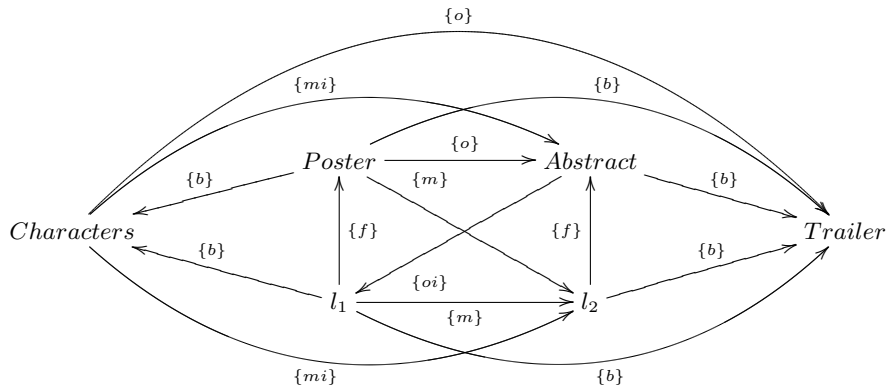 {o}
{mi}
{b}
{o}
Poster
Abstract
{b}
{m}
{b}
Characters
{f}
{f}
Trailer
{b}
{oi}
{b}
l1
l2
{m}
{mi}
{b}